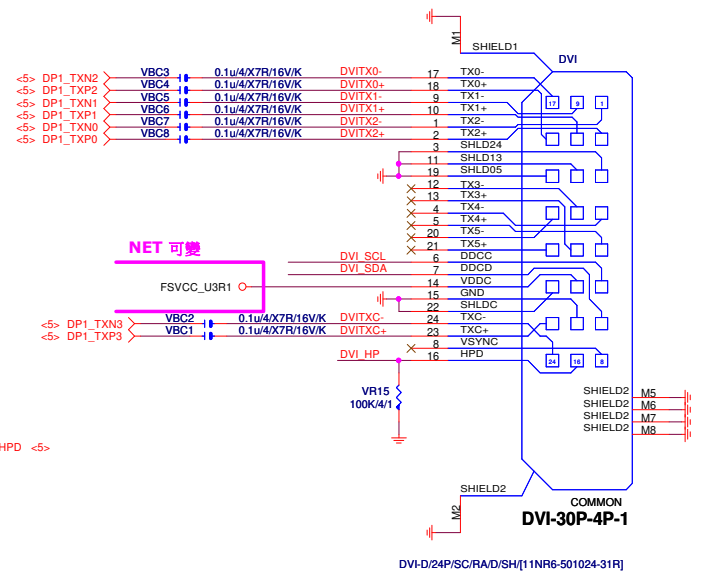 M1
SHIELD1
DVI
<5> DP1_TXN2 VBC3 0.1u/4/X7R/16V/K DVITX0- 17 TX0-
<5> DP1_TXP2 VBC4 0.1u/4/X7R/16V/K DVITX0+ 18 TX0+
<5> DP1_TXN1 VBC5 0.1u/4/X7R/16V/K DVITX1- 9 TX1-
<5> DP1_TXP1 VBC6 0.1u/4/X7R/16V/K DVITX1+ 10 TX1+
<5> DP1_TXN0 VBC7 0.1u/4/X7R/16V/K DVITX2- 1 TX2-
<5> DP1_TXP0 VBC8 0.1u/4/X7R/16V/K DVITX2+ 2 TX2+
17 9 1
3 SHLD24
11 SHLD13
19 SHLD05
12 TX3-
13 TX3+
4 TX4-
5 TX4+
20 TX5-
21 TX5+
NET 可變
DVI_SCL 6 DDCC
DVI_SDA 7 DDCD
FSVCC_U3R1 14 VDDC
15 GND
22 SHLDC
<5> DP1_TXN3 VBC2 0.1u/4/X7R/16V/K DVITXC- 24 TXC-
<5> DP1_TXP3 VBC1 0.1u/4/X7R/16V/K DVITXC+ 23 TXC+
8 VSYNC
DVI_HP 16 HPD
24 16 8
VR15
100K/4/1
SHIELD2 M5
SHIELD2 M6
SHIELD2 M7
SHIELD2 M8
HPD <5>
SHIELD2
M2
COMMON
DVI-30P-4P-1
DVI-D/24P/SC/RA/D/SH/[11NR6-501024-31R]